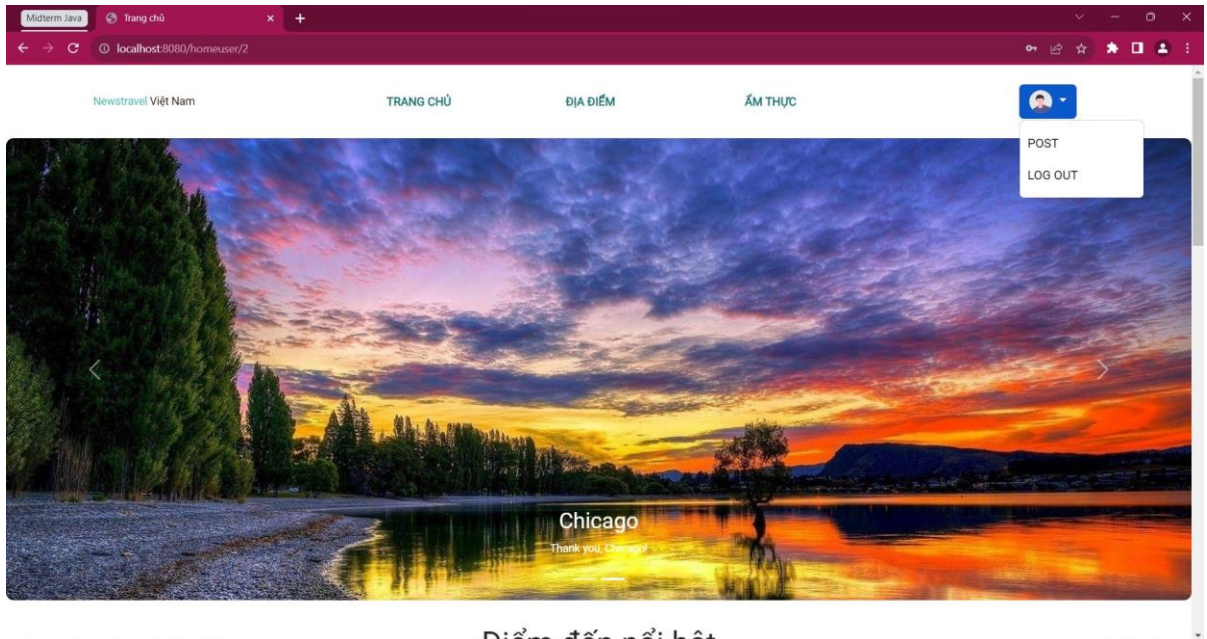 Midterm Java
Trang chủ
localhost:8080/homeuser/2
Newstravel Việt Nam
TRANG CHỦ
ĐỊA ĐIỂM
ẨM THỰC
POST
LOG OUT
Chicago
Thank you, Chicago!
Điểm đến nổi bật